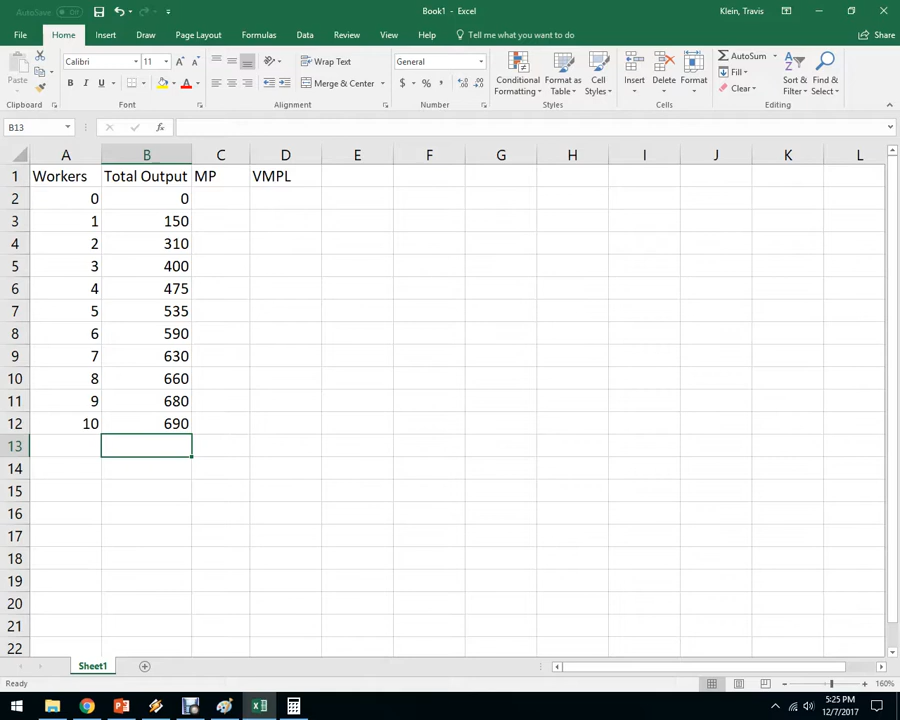 AutoSave Off
Book1 - Excel
Klein, Travis
File Home Insert Draw Page Layout Formulas Data Review View Help Tell me what you want to do Share
Paste
Calibri 11 A A
B I U A
Wrap Text
Merge & Center
General
$ % ,
Conditional Formatting
Format as Table
Cell Styles
Insert Delete Format
AutoSum
Fill
Clear
Sort & Filter
Find & Select
Clipboard Font Alignment Number Styles Cells Editing
B13 fx
A B C D E F G H I J K L
1 Workers Total Output MP VMPL
2 0 0
3 1 150
4 2 310
5 3 400
6 4 475
7 5 535
8 6 590
9 7 630
10 8 660
11 9 680
12 10 690
13
14
15
16
17
18
19
20
21
22
Sheet1
Ready 160%
5:25 PM
12/7/2017